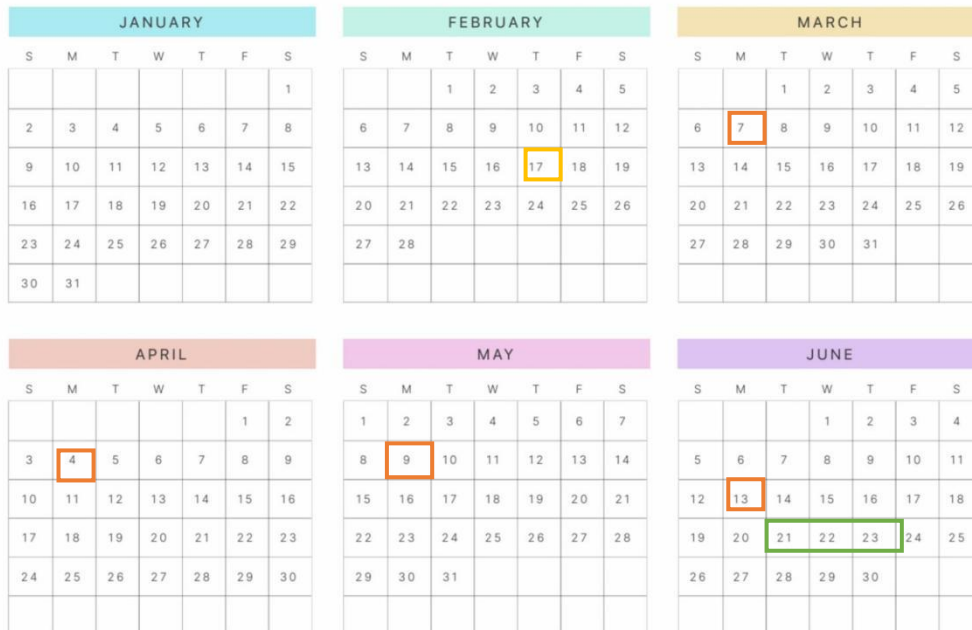 JANUARY FEBRUARY MARCH
S M T W T F S S M T W T F S S M T W T F S
1 1 2 3 4 5 1 2 3 4 5
2 3 4 5 6 7 8 6 7 8 9 10 11 12 6 7 8 9 10 11 12
9 10 11 12 13 14 15 13 14 15 16 17 18 19 13 14 15 16 17 18 19
16 17 18 19 20 21 22 20 21 22 23 24 25 26 20 21 22 23 24 25 26
23 24 25 26 27 28 29 27 28 27 28 29 30 31
30 31
APRIL MAY JUNE
S M T W T F S S M T W T F S S M T W T F S
1 2 1 2 3 4 5 6 7 1 2 3 4
3 4 5 6 7 8 9 8 9 10 11 12 13 14 5 6 7 8 9 10 11
10 11 12 13 14 15 16 15 16 17 18 19 20 21 12 13 14 15 16 17 18
17 18 19 20 21 22 23 22 23 24 25 26 27 28 19 20 21 22 23 24 25
24 25 26 27 28 29 30 29 30 31 26 27 28 29 30